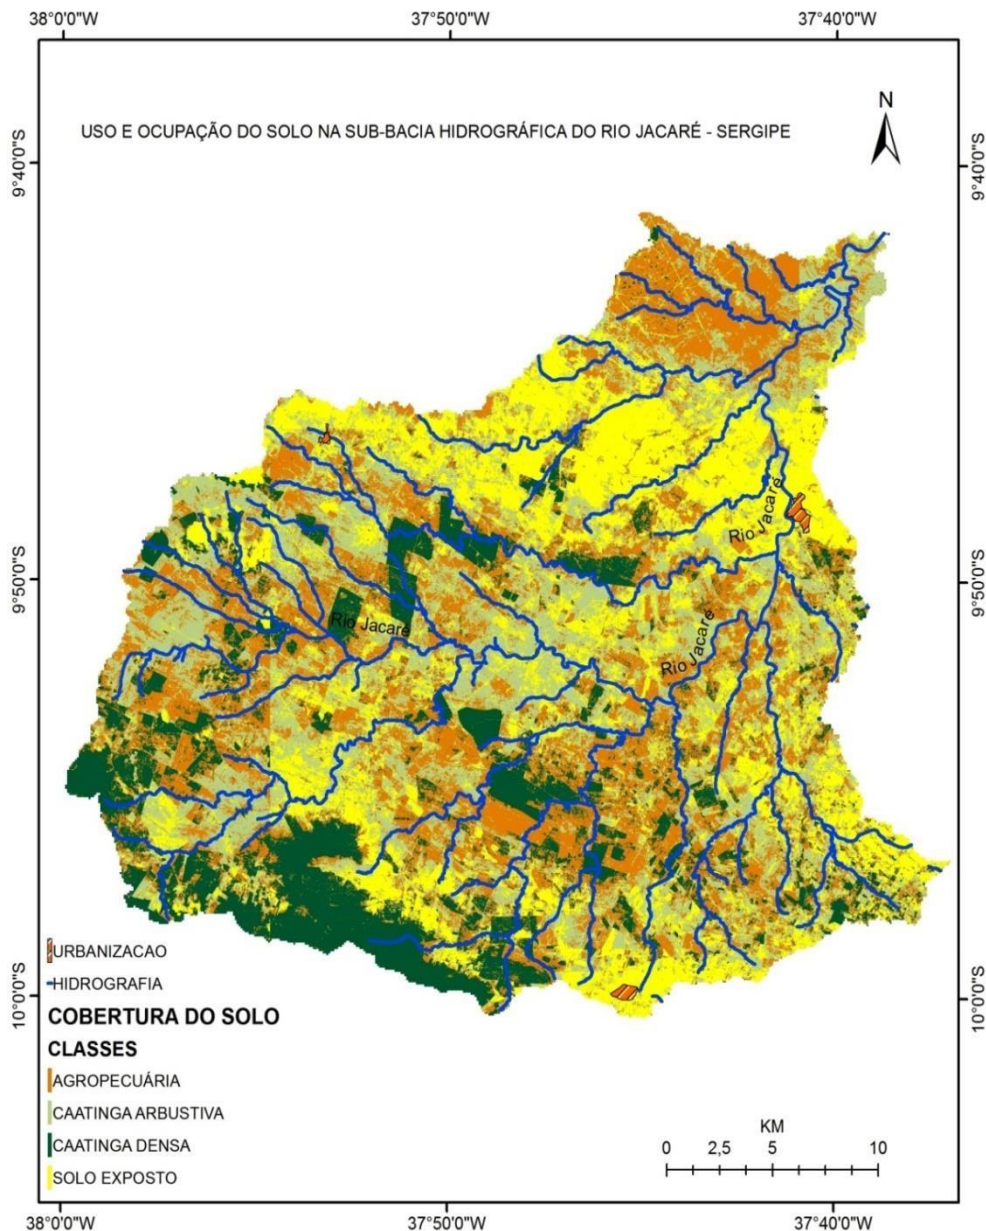 38°0'0"W
37°50'0"W
37°40'0"W
N
USO E OCUPAÇÃO DO SOLO NA SUB-BACIA HIDROGRÁFICA DO RIO JACARÉ - SERGIPE
9°40'0"S
9°40'0"S
Rio Jacaré
9°50'0"S
9°50'0"S
Rio Jacaré
Rio Jacaré
URBANIZACAO
HIDROGRAFIA
10°0'0"S
10°0'0"S
COBERTURA DO SOLO
CLASSES
AGROPECUÁRIA
CAATINGA ARBUSTIVA
CAATINGA DENSA
SOLO EXPOSTO
KM
0 2,5 5 10
38°0'0"W
37°50'0"W
37°40'0"W